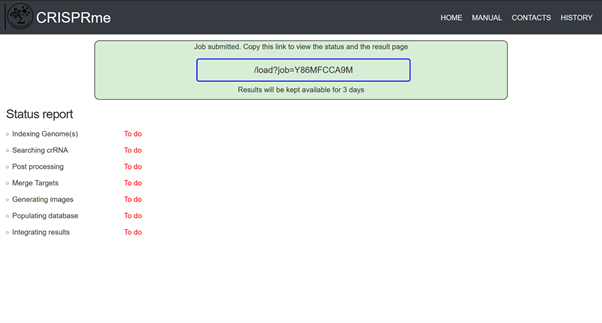 CRISPRme
HOME MANUAL CONTACTS HISTORY
Job submitted. Copy this link to view the status and the result page
/load?job=Y86MFCCA9M
Results will be kept available for 3 days
Status report
Indexing Genome(s) To do
Searching crRNA To do
Post processing To do
Merge Targets To do
Generating images To do
Populating database To do
Integrating results To do